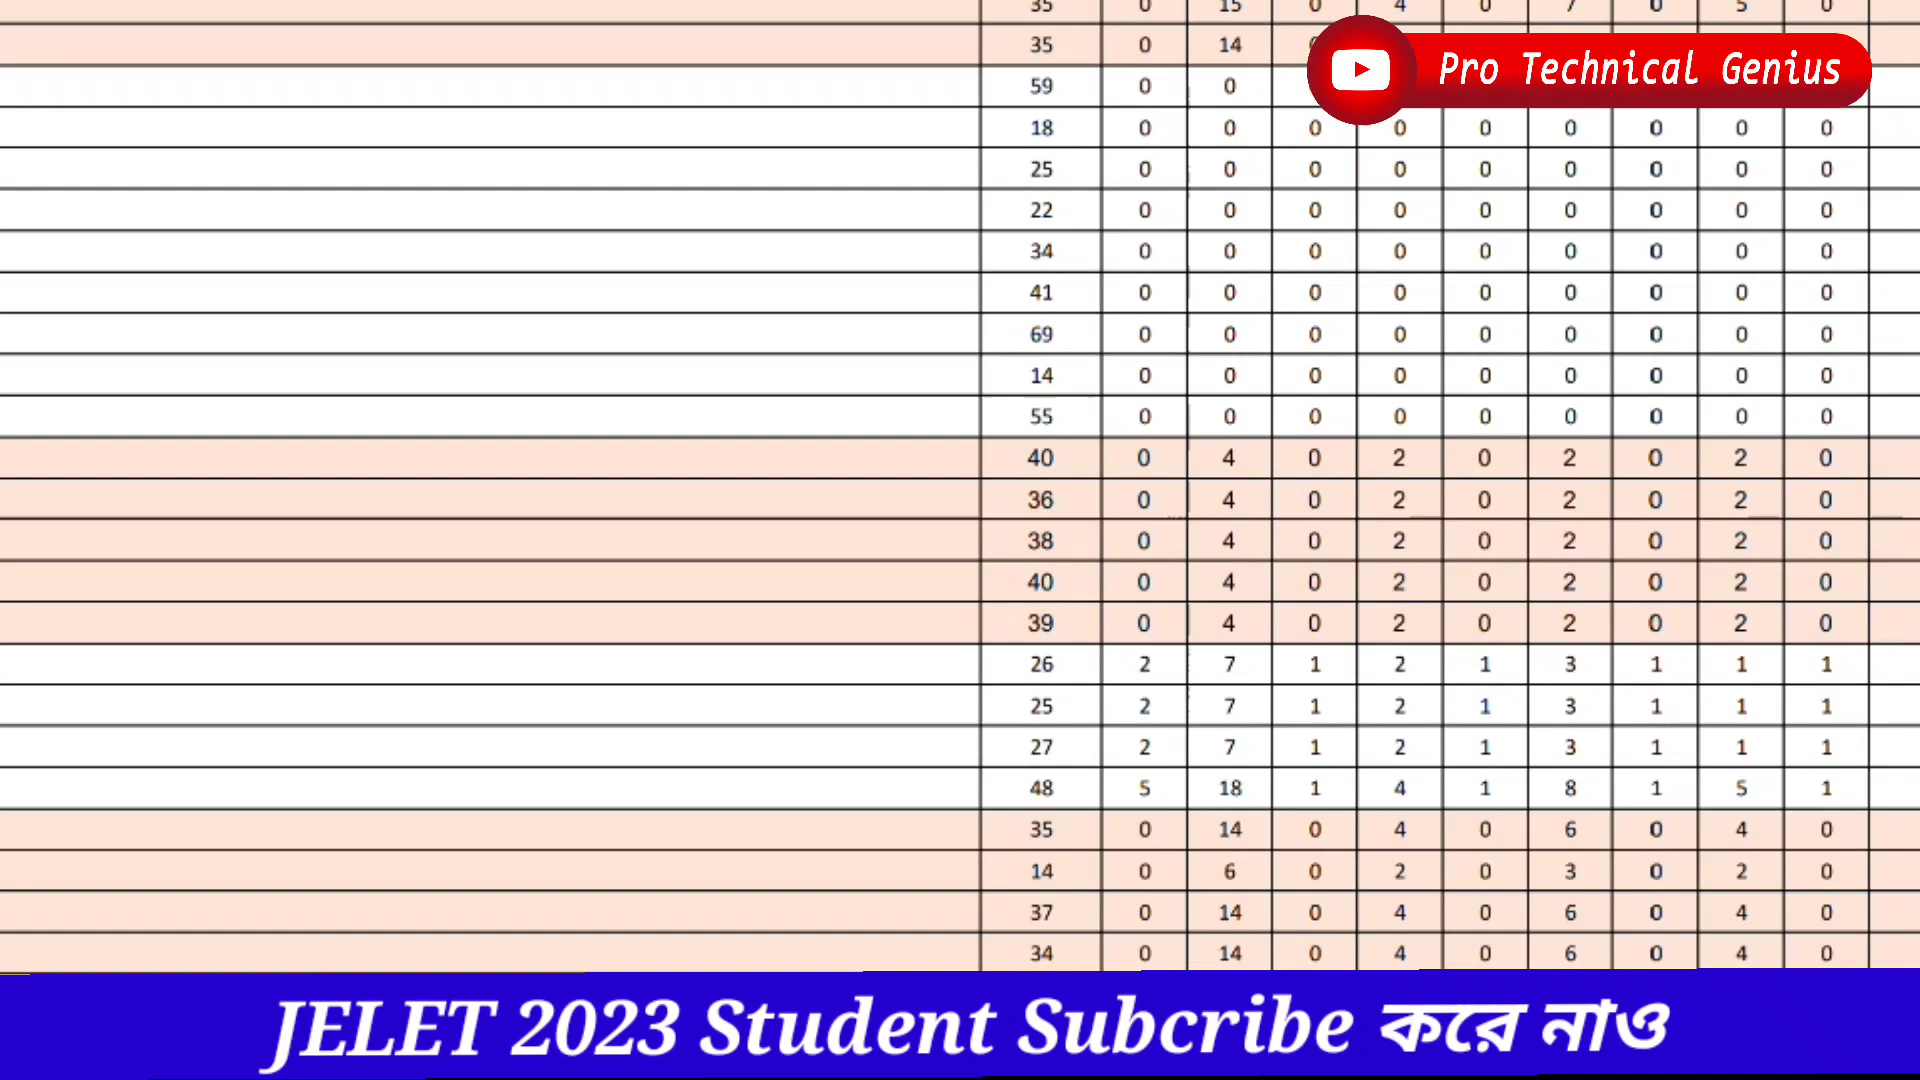 35 0 15 0 4 0 7 0 5 0
35 0 14
Pro Technical Genius
59 0 0
18 0 0 0 0 0 0 0 0 0
25 0 0 0 0 0 0 0 0 0
22 0 0 0 0 0 0 0 0 0
34 0 0 0 0 0 0 0 0 0
41 0 0 0 0 0 0 0 0 0
69 0 0 0 0 0 0 0 0 0
14 0 0 0 0 0 0 0 0 0
55 0 0 0 0 0 0 0 0 0
40 0 4 0 2 0 2 0 2 0
36 0 4 0 2 0 2 0 2 0
38 0 4 0 2 0 2 0 2 0
40 0 4 0 2 0 2 0 2 0
39 0 4 0 2 0 2 0 2 0
26 2 7 1 2 1 3 1 1 1
25 2 7 1 2 1 3 1 1 1
27 2 7 1 2 1 3 1 1 1
48 5 18 1 4 1 8 1 5 1
35 0 14 0 4 0 6 0 4 0
14 0 6 0 2 0 3 0 2 0
37 0 14 0 4 0 6 0 4 0
34 0 14 0 4 0 6 0 4 0
JELET 2023 Student Subcribe করে নাও